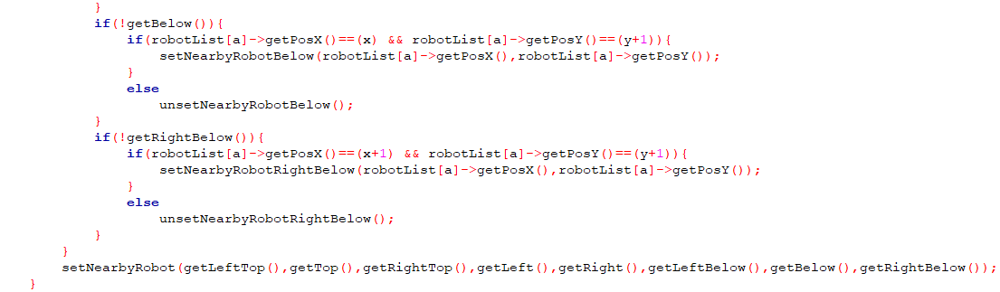 }
if(!getBelow()){
if(robotList[a]->getPosX()==(x) && robotList[a]->getPosY()==(y+1)){
setNearbyRobotBelow(robotList[a]->getPosX(),robotList[a]->getPosY());
}
else
unsetNearbyRobotBelow();
}
if(!getRightBelow()){
if(robotList[a]->getPosX()==(x+1) && robotList[a]->getPosY()==(y+1)){
setNearbyRobotRightBelow(robotList[a]->getPosX(),robotList[a]->getPosY());
}
else
unsetNearbyRobotRightBelow();
}
}
setNearbyRobot(getLeftTop(),getTop(),getRightTop(),getLeft(),getRight(),getLeftBelow(),getBelow(),getRightBelow());
}